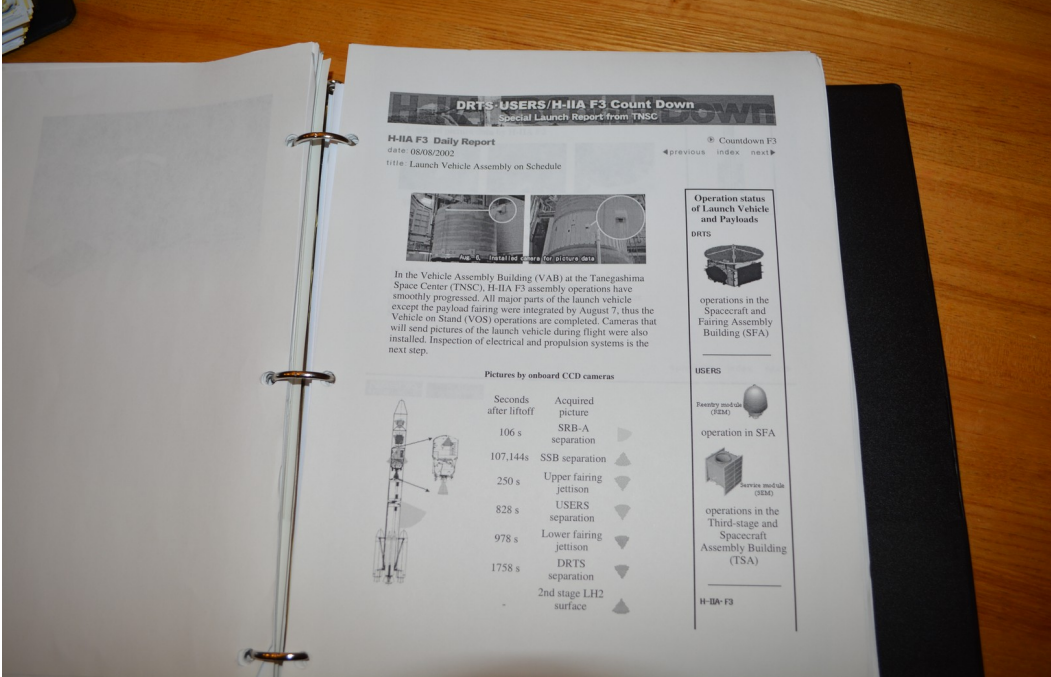 DRTS·USERS/H-IIA F3 Count Down
Special Launch Report from TNSC
H-IIA F3 Daily Report
date: 08/08/2002
title: Launch Vehicle Assembly on Schedule
Countdown F3
previous index next
Aug. 6, Installed camera for picture data
In the Vehicle Assembly Building (VAB) at the Tanegashima
Space Center (TNSC), H-IIA F3 assembly operations have
smoothly progressed. All major parts of the launch vehicle
except the payload fairing were integrated by August 7, thus the
Vehicle on Stand (VOS) operations are completed. Cameras that
will send pictures of the launch vehicle during flight were also
installed. Inspection of electrical and propulsion systems is the
next step.
Pictures by onboard CCD cameras
Seconds
after liftoff
Acquired
picture
106 s
SRB-A
separation
107,144s
SSB separation
250 s
Upper fairing
jettison
828 s
USERS
separation
978 s
Lower fairing
jettison
1758 s
DRTS
separation
-
2nd stage LH2
surface
Operation status
of Launch Vehicle
and Payloads
DRTS
operations in the
Spacecraft and
Fairing Assembly
Building (SFA)
USERS
Reentry module
(REM)
operation in SFA
Service module
(SEM)
operations in the
Third-stage and
Spacecraft
Assembly Building
(TSA)
H-IIA·F3